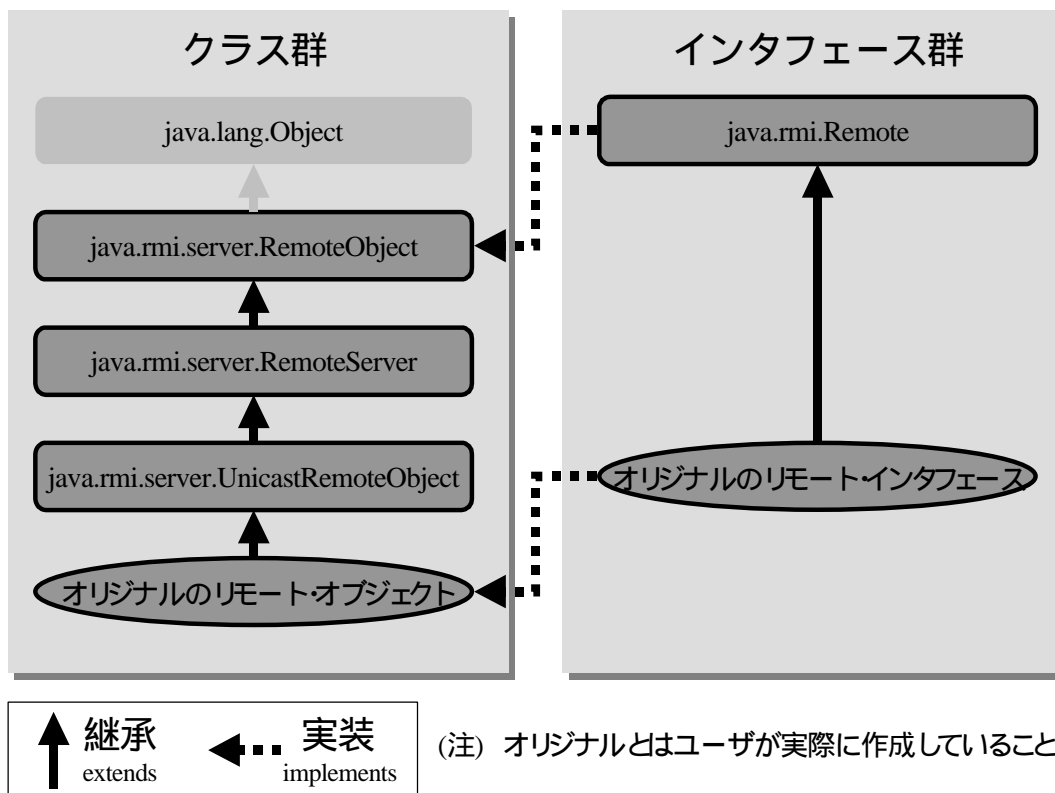 クラス群
java.lang.Object
java.rmi.server.RemoteObject
java.rmi.server.RemoteServer
java.rmi.server.UnicastRemoteObject
オリジナルのリモート・オブジェクト
インタフェース群
java.rmi.Remote
オリジナルのリモート・インタフェース
継承
extends
実装
implements
(注) オリジナルとはユーザが実際に作成していること